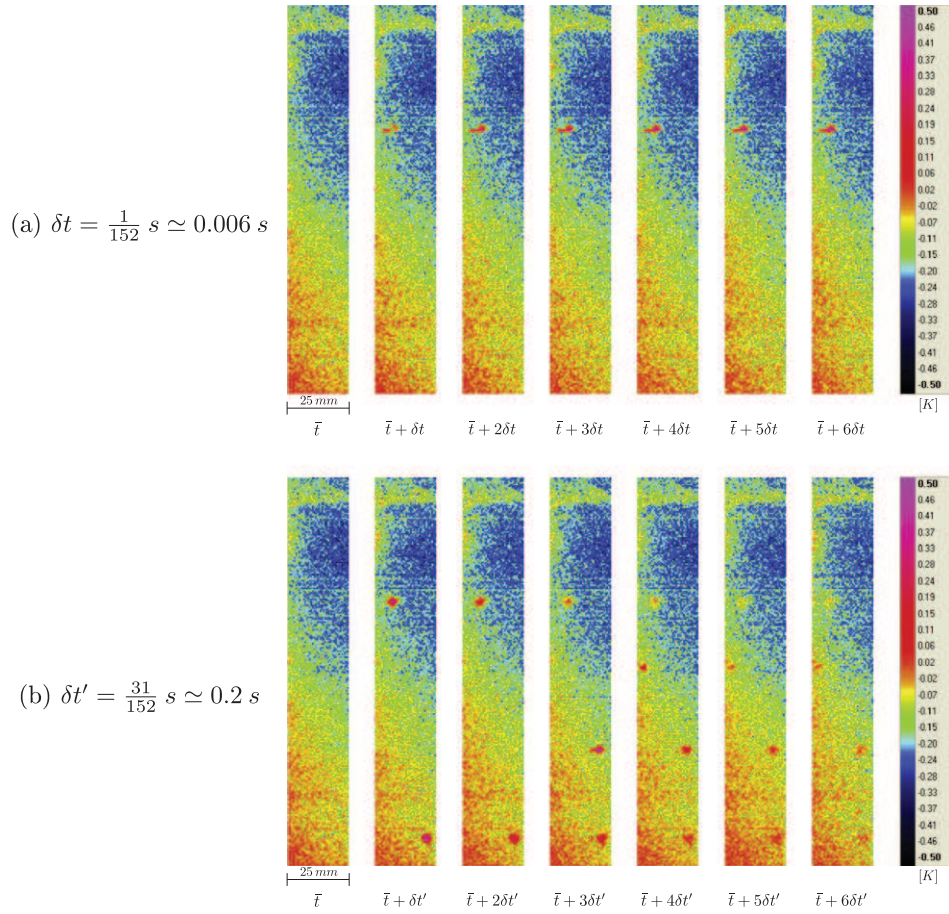 0.50
0.46
0.41
0.37
0.33
0.28
0.24
0.19
0.15
0.11
0.06
0.02
-0.02
-0.07
-0.11
-0.15
-0.20
-0.24
-0.28
-0.33
-0.37
-0.41
-0.46
-0.50
[K]
(a) δt = 1/152 s ≃ 0.006 s
25 mm
t̄
t̄ + δt
t̄ + 2δt
t̄ + 3δt
t̄ + 4δt
t̄ + 5δt
t̄ + 6δt
0.50
0.46
0.41
0.37
0.33
0.28
0.24
0.19
0.15
0.11
0.06
0.02
-0.02
-0.07
-0.11
-0.15
-0.20
-0.24
-0.28
-0.33
-0.37
-0.41
-0.46
-0.50
[K]
(b) δt′ = 31/152 s ≃ 0.2 s
25 mm
t̄
t̄ + δt′
t̄ + 2δt′
t̄ + 3δt′
t̄ + 4δt′
t̄ + 5δt′
t̄ + 6δt′